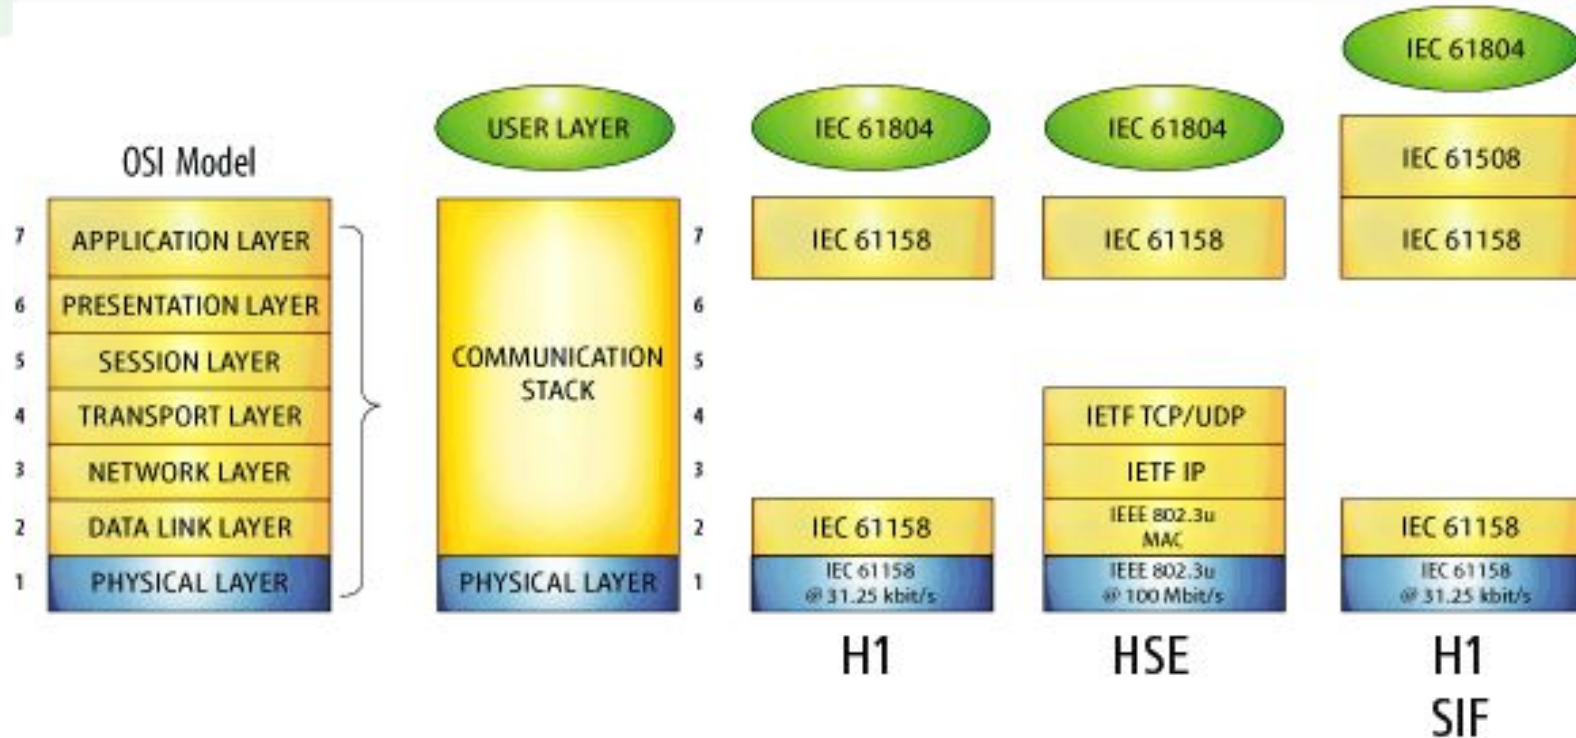 OSI Model
7
APPLICATION LAYER
6
PRESENTATION LAYER
5
SESSION LAYER
4
TRANSPORT LAYER
3
NETWORK LAYER
2
DATA LINK LAYER
1
PHYSICAL LAYER
USER LAYER
COMMUNICATION
STACK
PHYSICAL LAYER
7
6
5
4
3
2
1
IEC 61804
IEC 61158
IEC 61158
IEC 61158
@ 31.25 kbit/s
H1
IEC 61804
IEC 61158
IETF TCP/UDP
IETF IP
IEEE 802.3u
MAC
IEEE 802.3u
@ 100 Mbit/s
HSE
IEC 61804
IEC 61508
IEC 61158
IEC 61158
IEC 61158
@ 31.25 kbit/s
H1
SIF